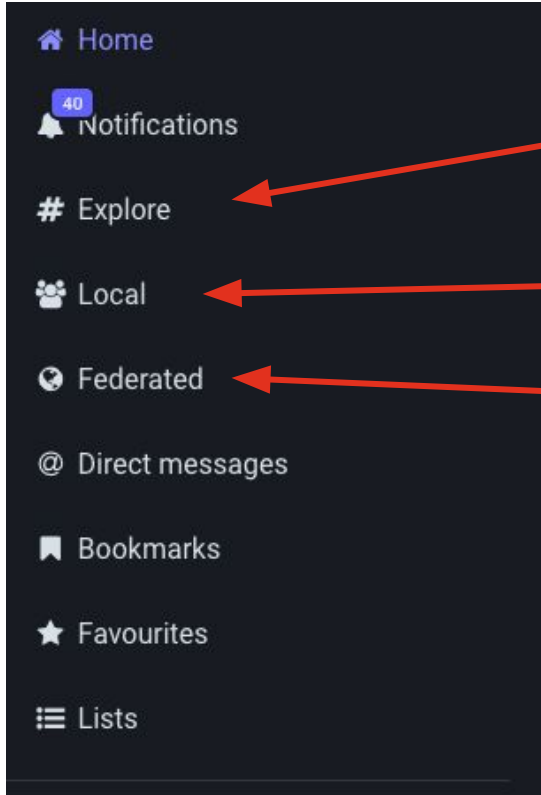 Home
40
Notifications
# Explore
Local
Federated
@ Direct messages
Bookmarks
Favourites
Lists